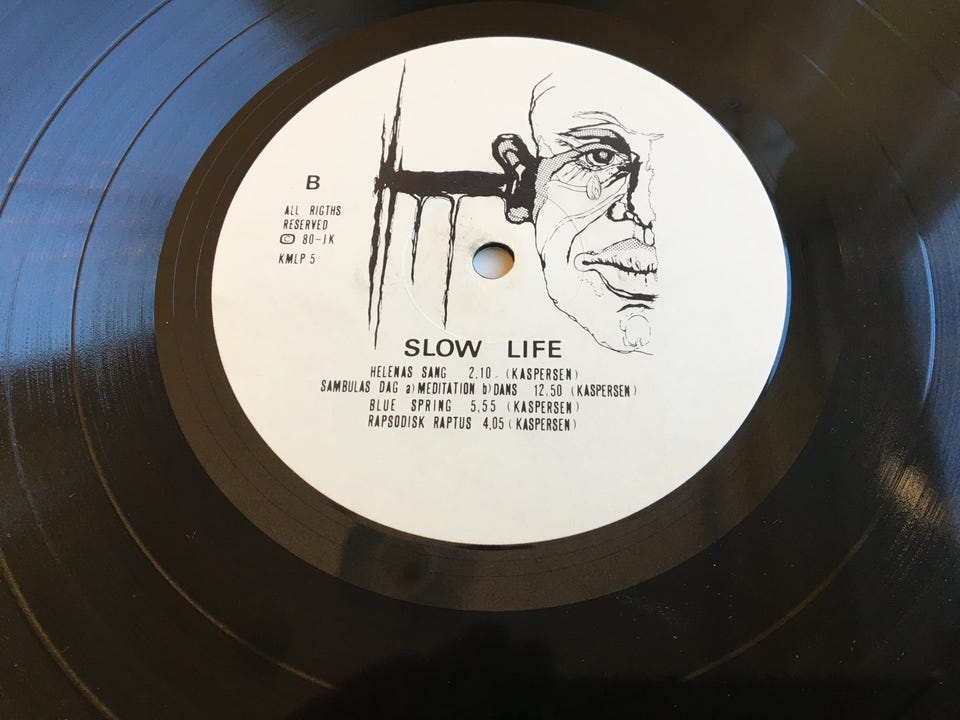 B
ALL RIGTHS
RESERVED
© 80-JK
KMLP 5
SLOW LIFE
HELENAS SANG 2.10. (KASPERSEN)
SAMBULAS DAG a) MEDITATION b) DANS 12.50 (KASPERSEN)
BLUE SPRING 5.55 (KASPERSEN)
RAPSODISK RAPTUS 4.05 (KASPERSEN)